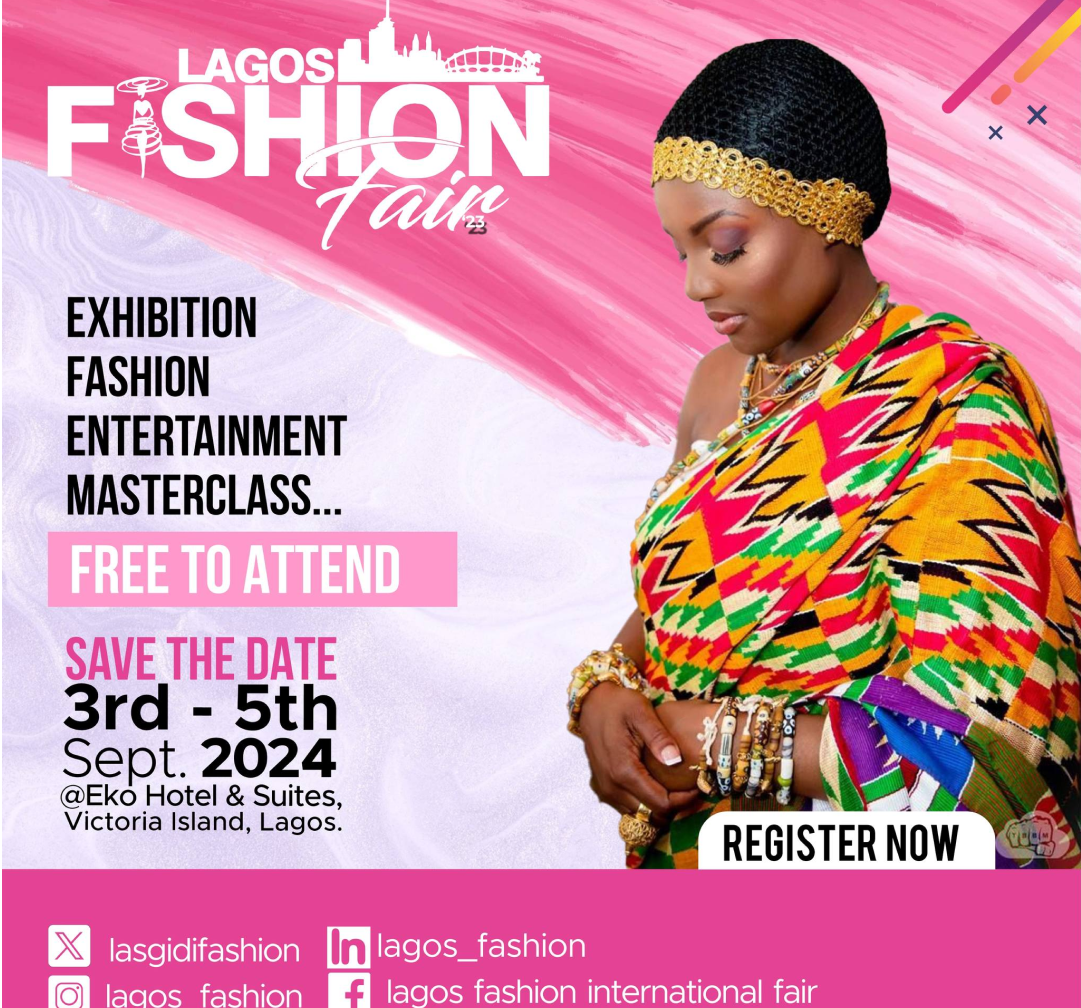 LAGOS
FASHION
Fair
'23
EXHIBITION
FASHION
ENTERTAINMENT
MASTERCLASS...
FREE TO ATTEND
SAVE THE DATE
3rd - 5th
Sept. 2024
@Eko Hotel & Suites,
Victoria Island, Lagos.
REGISTER NOW
lasgidifashion
lagos_fashion
lagos_fashion
lagos fashion international fair